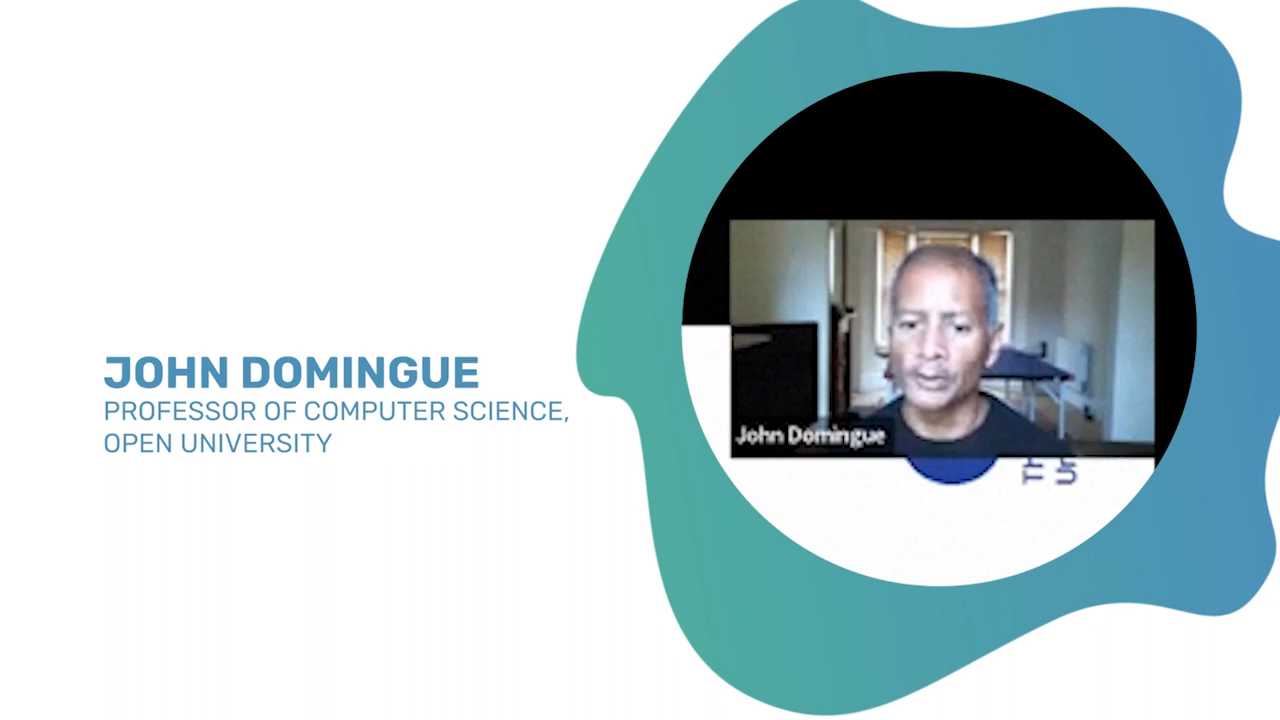 JOHN DOMINGUE
PROFESSOR OF COMPUTER SCIENCE,
OPEN UNIVERSITY
John Domingue